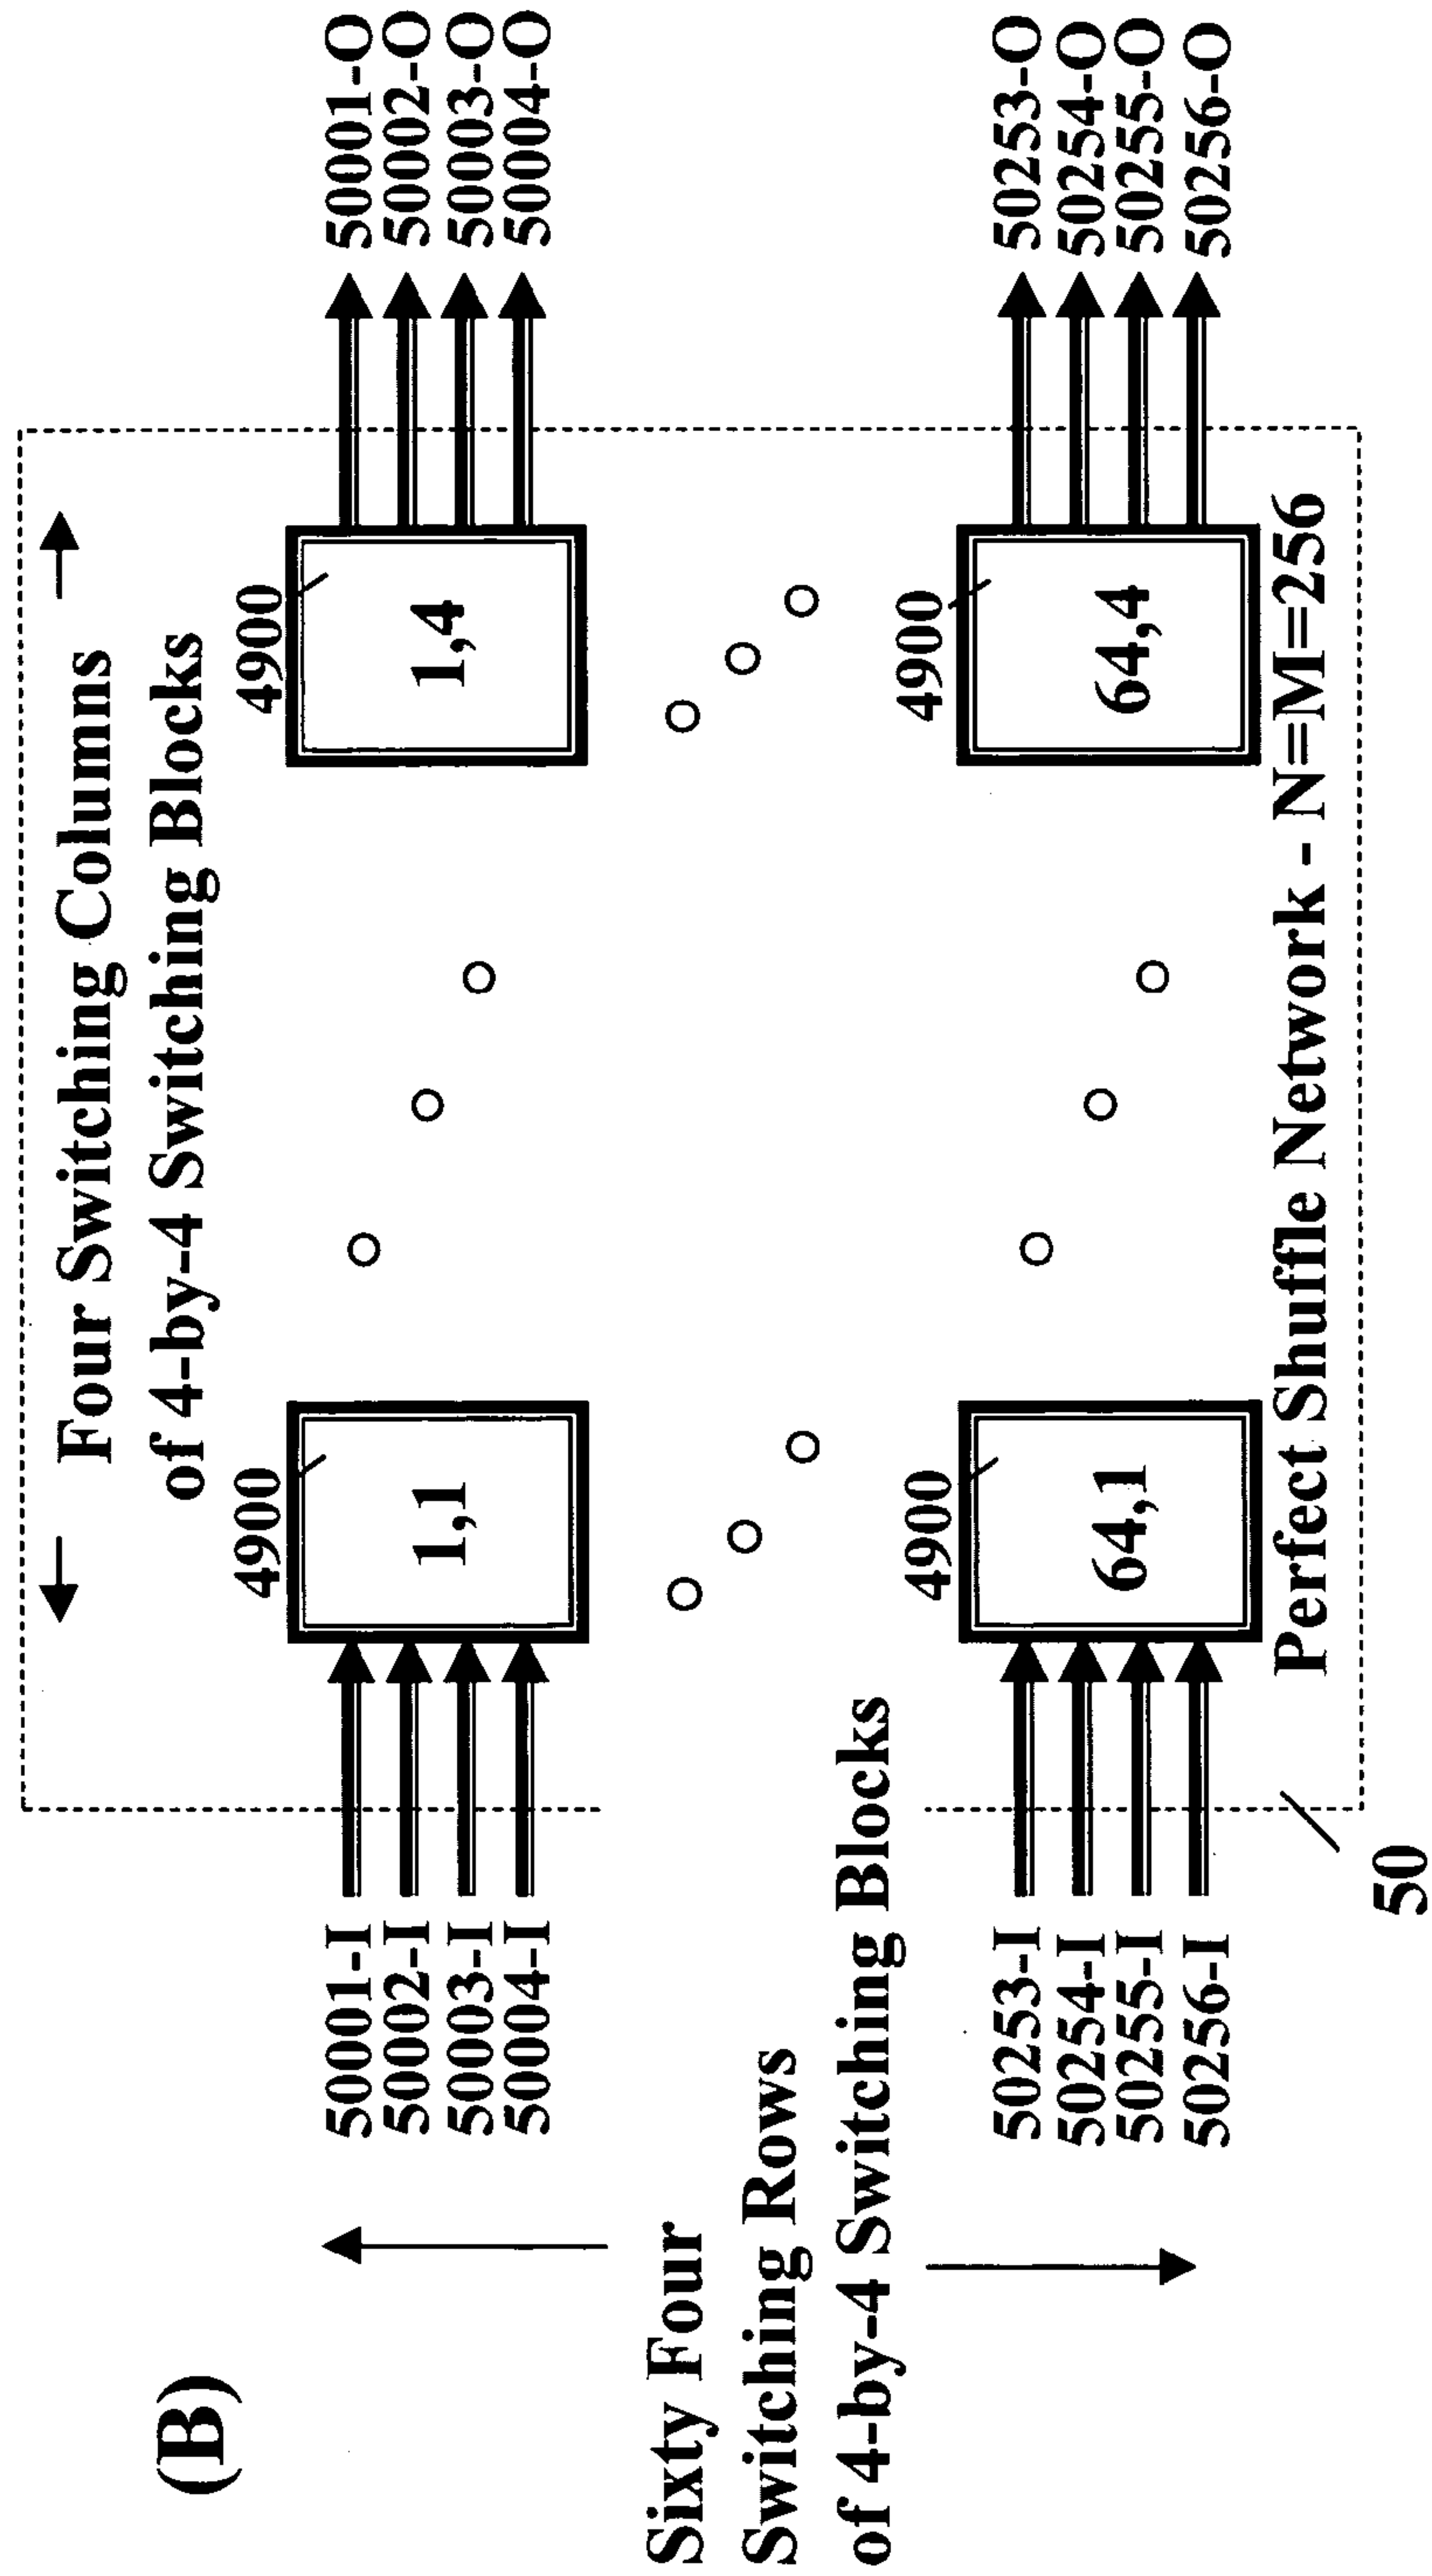 (B)
Four Switching Columns
of 4-by-4 Switching Blocks
4900
4900
50001-I
50002-I
50003-I
50004-I
1,1
1,4
50001-O
50002-O
50003-O
50004-O
Sixty Four
Switching Rows
of 4-by-4 Switching Blocks
4900
4900
50253-I
50254-I
50255-I
50256-I
64,1
64,4
50253-O
50254-O
50255-O
50256-O
Perfect Shuffle Network - N=M=256
50